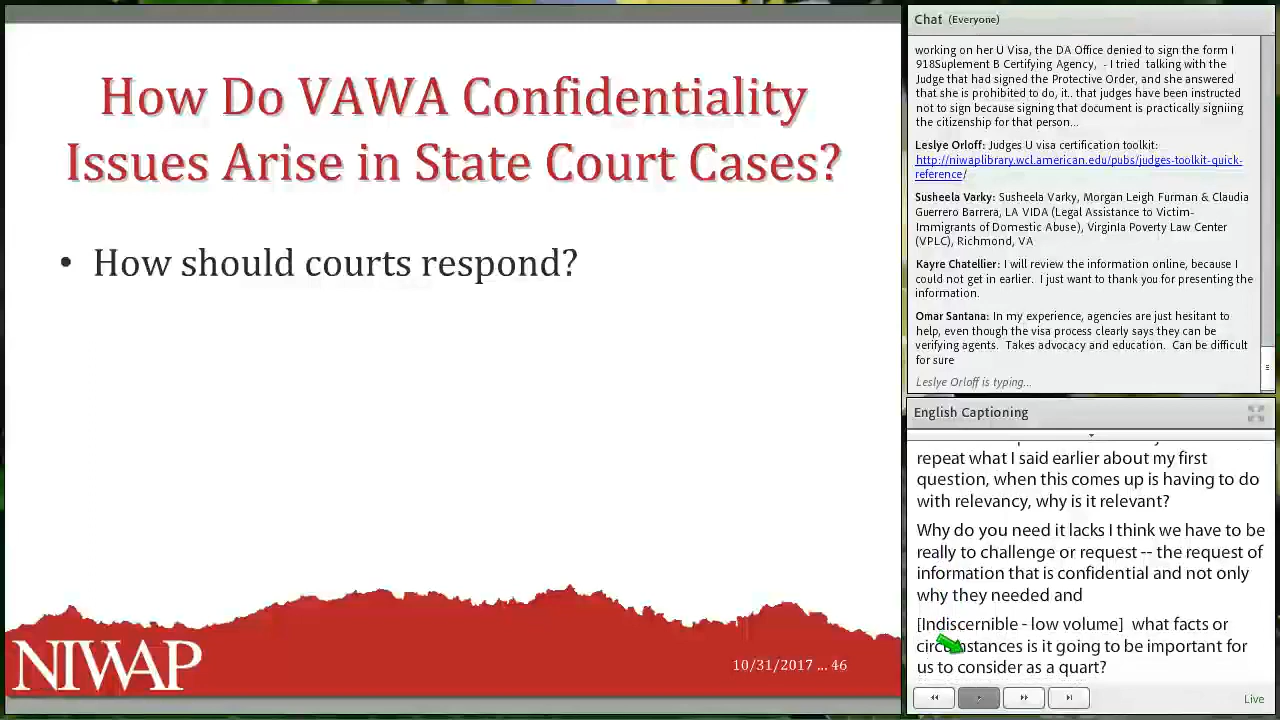 How Do VAWA Confidentiality
Issues Arise in State Court Cases?
• How should courts respond?
NIWAP
10/31/2017 ... 46
Chat (Everyone)
working on her U Visa, the DA Office denied to sign the form I
918Suplement B Certifying Agency, - I tried talking with the
Judge that had signed the Protective Order, and she answered
that she is prohibited to do, it.. that judges have been instructed
not to sign because signing that document is practically signiing
the citizenship for that person...
Leslye Orloff: Judges U visa certification toolkit:
http://niwaplibrary.wcl.american.edu/pubs/judges-toolkit-quick-
reference/
Susheela Varky: Susheela Varky, Morgan Leigh Furman & Claudia
Guerrero Barrera, LA VIDA (Legal Assistance to Victim-
Immigrants of Domestic Abuse), Virginla Poverty Law Center
(VPLC), Richmond, VA
Kayre Chatellier: I will review the information online, because I
could not get in earlier. I just want to thank you for presenting the
information.
Omar Santana: In my experience, agencies are just hesitant to
help, even though the visa process clearly says they can be
verifying agents. Takes advocacy and education. Can be difficult
for sure
Leslye Orloff is typing...
English Captioning
repeat what I said earlier about my first
question, when this comes up is having to do
with relevancy, why is it relevant?
Why do you need it lacks I think we have to be
really to challenge or request -- the request of
information that is confidential and not only
why they needed and
[Indiscernible - low volume] what facts or
circumstances is it going to be important for
us to consider as a quart?
Live